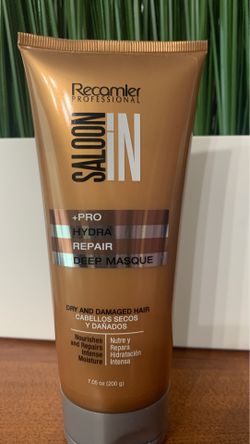 Recamier
PROFESSIONAL
SALOON
IN
+PRO
HYDRA
REPAIR
DEEP MASQUE
DRY AND DAMAGED HAIR
CABELLOS SECOS
Y DAÑADOS
Nourishes
and Repairs
Intense
Moisture
Nutre y
Repara
Hidratación
Intensa
7.05 oz (200 g)